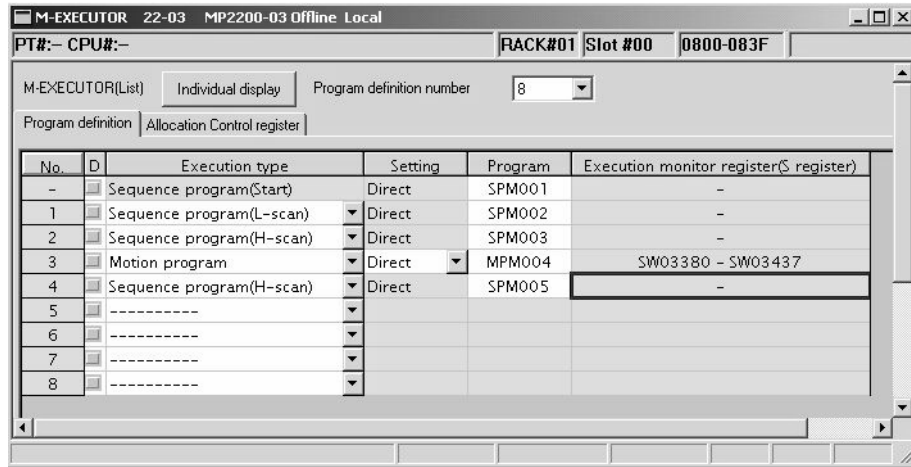 M-EXECUTOR 22-03 MP2200-03 Offline Local
PT#:– CPU#:– RACK#01 Slot #00 0800-083F
M-EXECUTOR(List) Individual display Program definition number 8
Program definition Allocation Control register
No. D Execution type Setting Program Execution monitor register(S register)
– Sequence program(Start) Direct SPM001 –
1 Sequence program(L-scan) Direct SPM002 –
2 Sequence program(H-scan) Direct SPM003 –
3 Motion program Direct MPM004 SW03380 - SW03437
4 Sequence program(H-scan) Direct SPM005 –
5 ----------
6 ----------
7 ----------
8 ----------